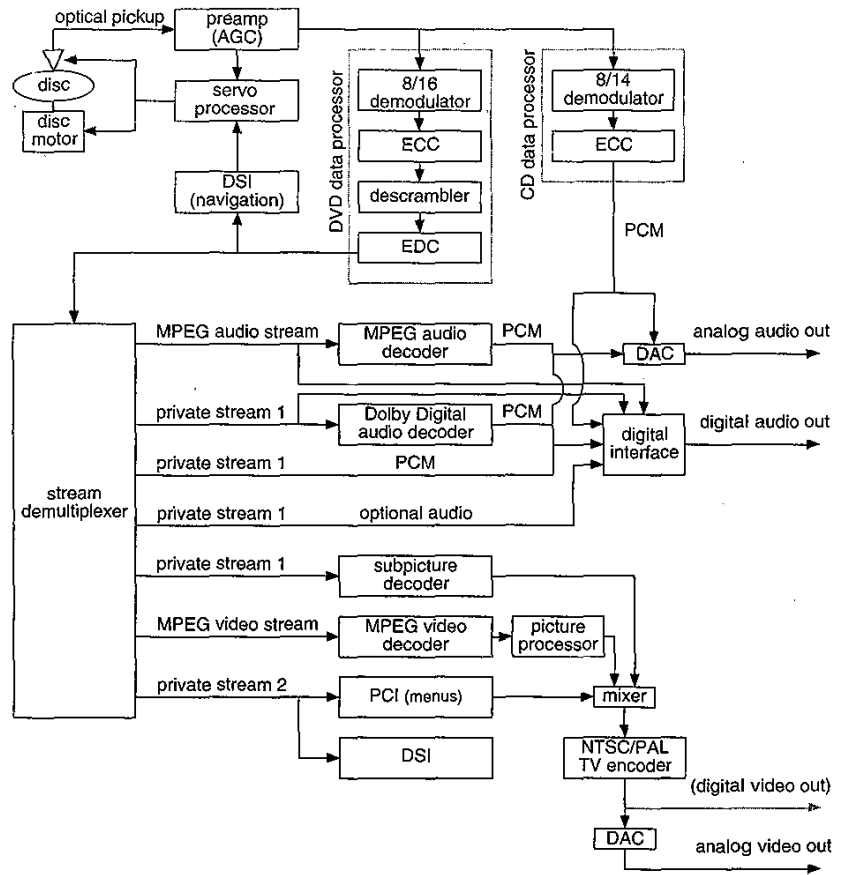 optical pickup
preamp
(AGC)
disc
disc
motor
servo
processor
DSI
(navigation)
DVD data processor
8/16
demodulator
ECC
descrambler
EDC
CD data processor
8/14
demodulator
ECC
PCM
stream
demultiplexer
MPEG audio stream
MPEG audio
decoder
PCM
DAC
analog audio out
private stream 1
Dolby Digital
audio decoder
PCM
digital
interface
digital audio out
private stream 1
PCM
private stream 1
optional audio
private stream 1
subpicture
decoder
MPEG video stream
MPEG video
decoder
picture
processor
private stream 2
PCI (menus)
mixer
DSI
NTSC/PAL
TV encoder
(digital video out)
DAC
analog video out